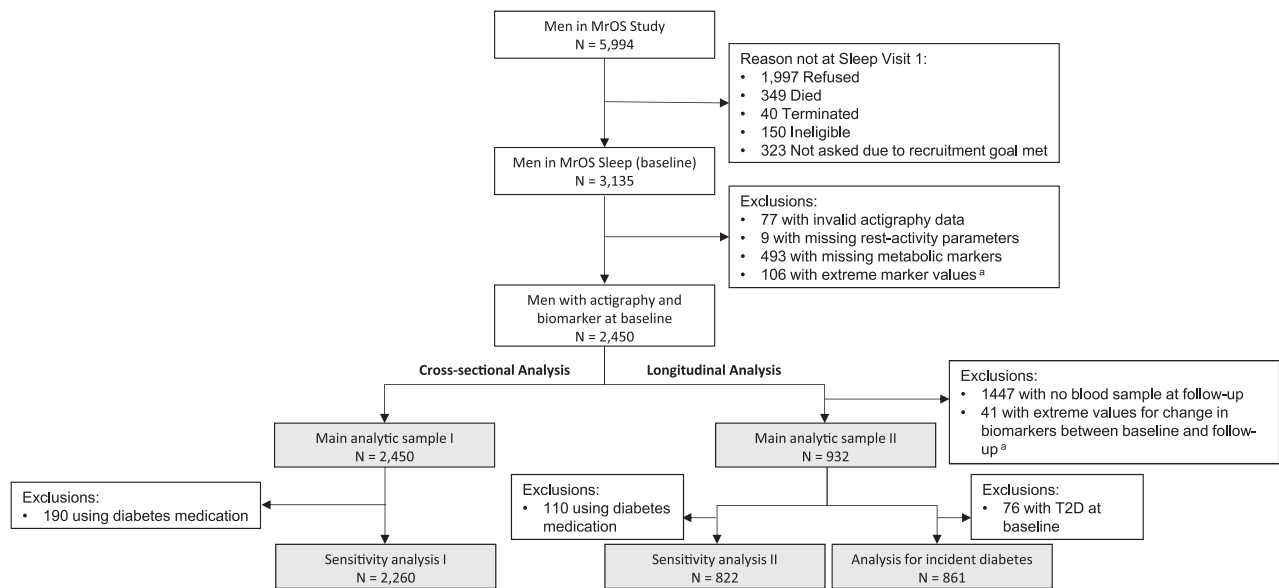 Men in MrOS Study
N = 5,994
Reason not at Sleep Visit 1:
• 1,997 Refused
• 349 Died
• 40 Terminated
• 150 Ineligible
• 323 Not asked due to recruitment goal met
Men in MrOS Sleep (baseline)
N = 3,135
Exclusions:
• 77 with invalid actigraphy data
• 9 with missing rest-activity parameters
• 493 with missing metabolic markers
• 106 with extreme marker values a
Men with actigraphy and
biomarker at baseline
N = 2,450
Cross-sectional Analysis
Longitudinal Analysis
Exclusions:
• 1447 with no blood sample at follow-up
• 41 with extreme values for change in
biomarkers between baseline and follow-
up a
Main analytic sample I
N = 2,450
Main analytic sample II
N = 932
Exclusions:
• 190 using diabetes medication
Exclusions:
• 110 using diabetes
medication
Exclusions:
• 76 with T2D at
baseline
Sensitivity analysis I
N = 2,260
Sensitivity analysis II
N = 822
Analysis for incident diabetes
N = 861